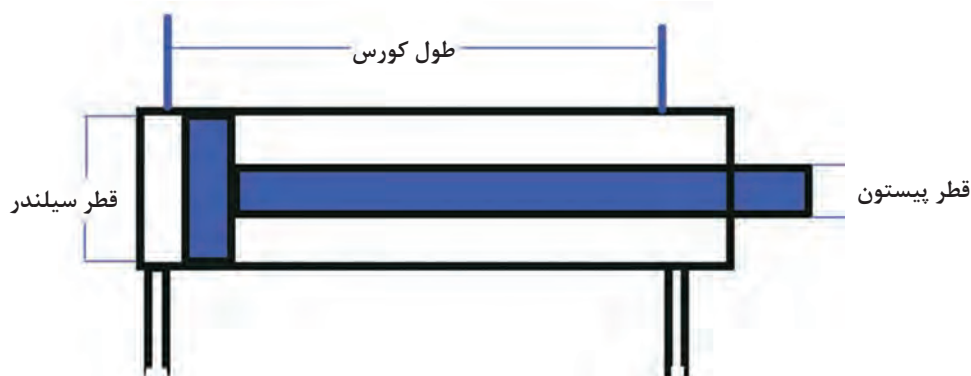 طول کورس
قطر پیستون
قطر سیلندر